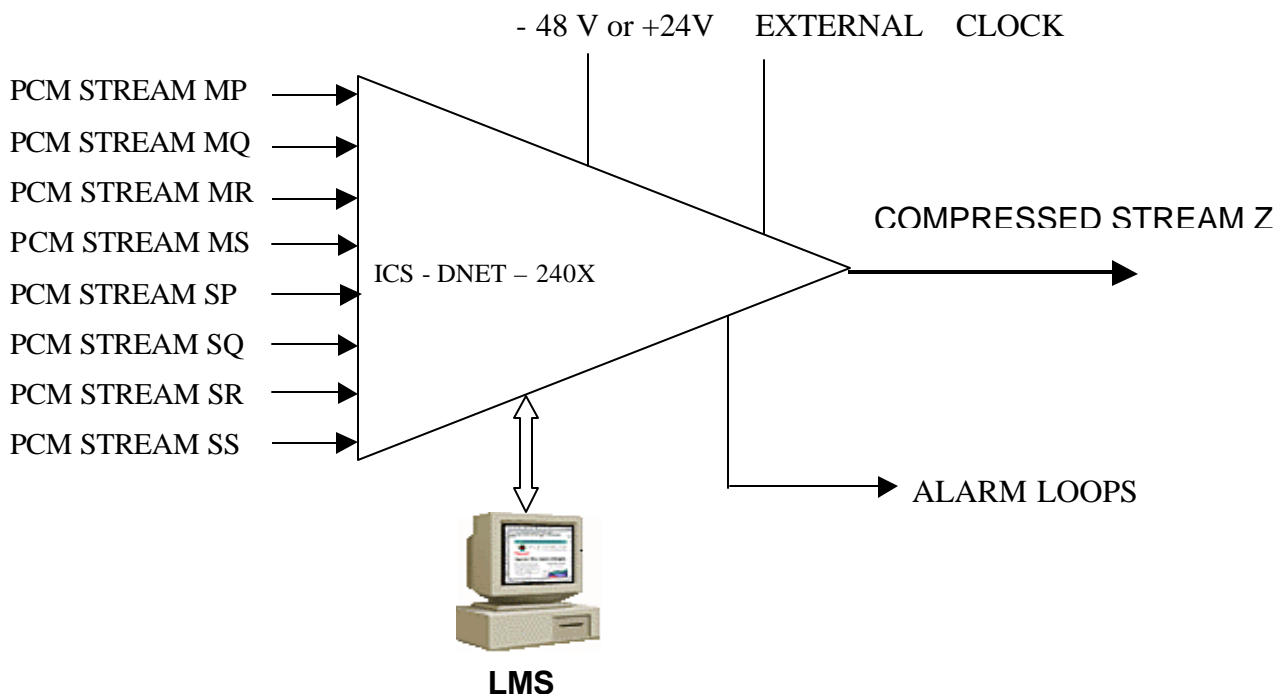 - 48 V or +24V EXTERNAL CLOCK
PCM STREAM MP
PCM STREAM MQ
PCM STREAM MR
PCM STREAM MS
PCM STREAM SP
PCM STREAM SQ
PCM STREAM SR
PCM STREAM SS
ICS - DNET – 240X
COMPRESSED STREAM Z
ALARM LOOPS
LMS